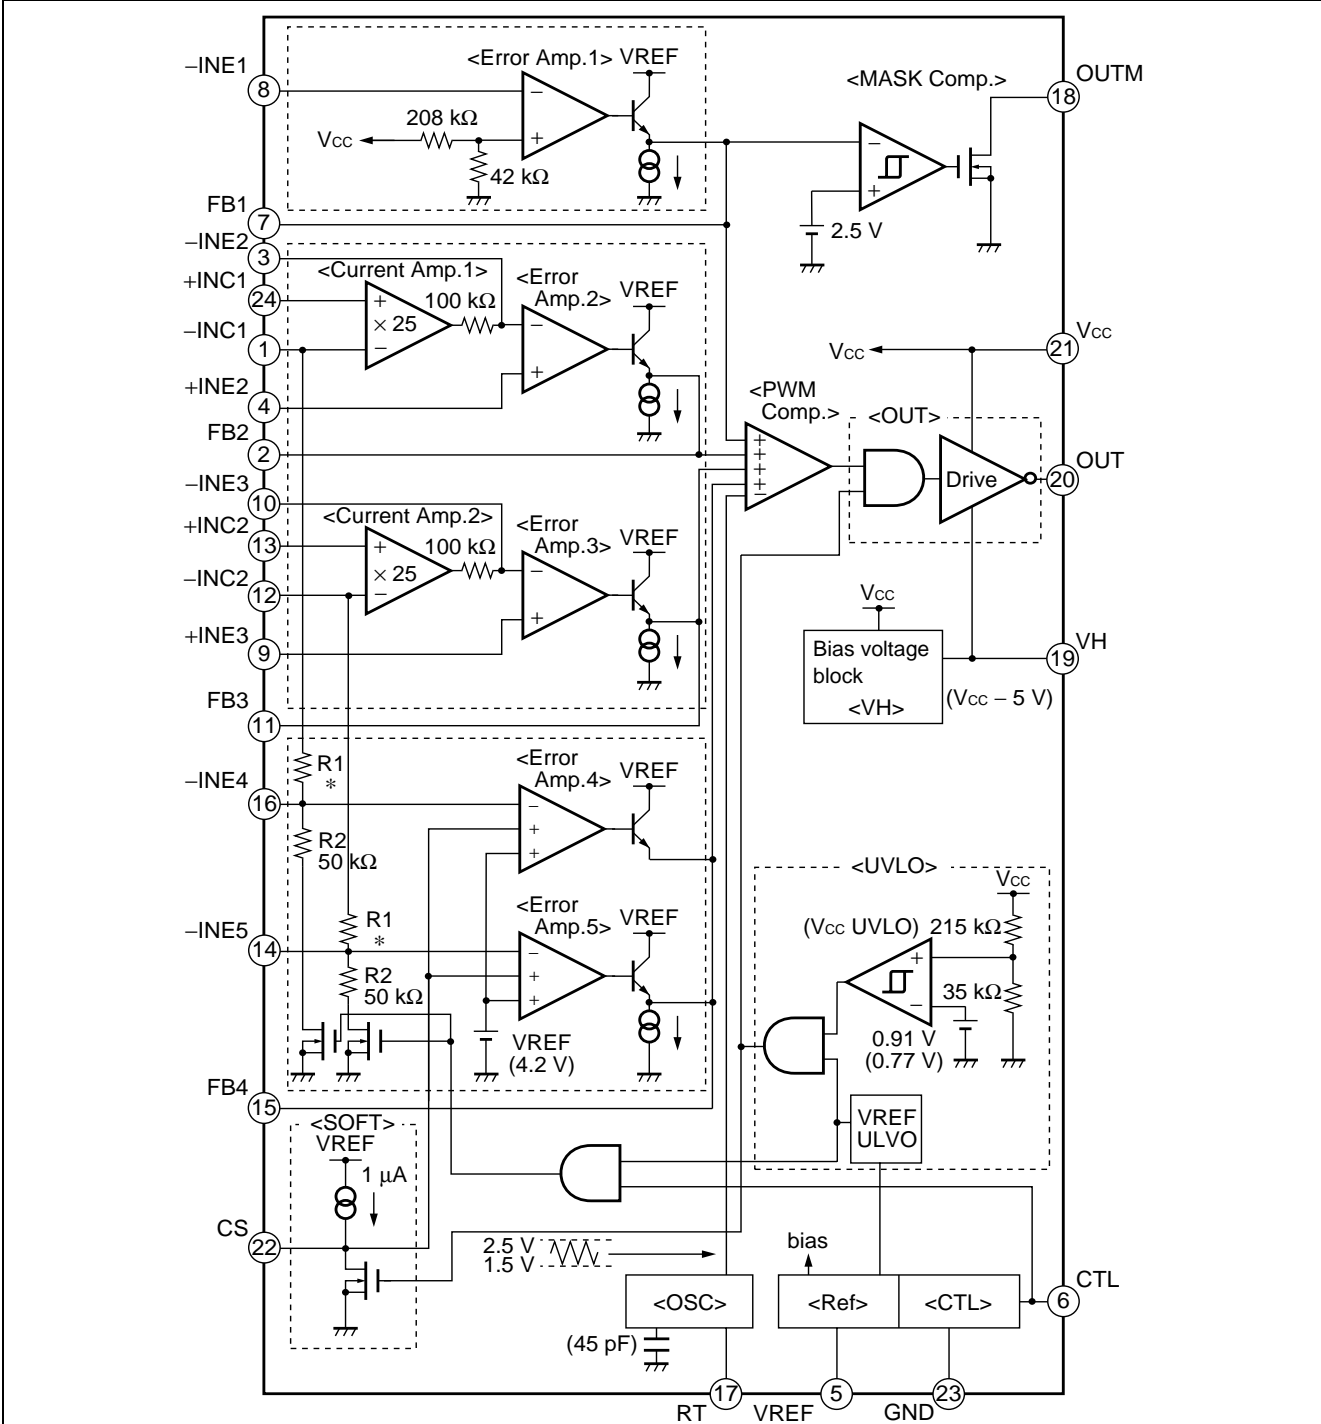 −INE1
8
<Error Amp.1>
VREF
<MASK Comp.>
OUTM
18
208 kΩ
VCC
−
+
42 kΩ
−
+
2.5 V
FB1
7
−INE2
3
+INC1
24
<Current Amp.1>
100 kΩ
<Error
Amp.2>
VREF
+
× 25
−
−
+
−INC1
1
VCC
VCC
21
+INE2
4
FB2
2
<PWM
Comp.>
+
+
+
+
−
<OUT>
Drive
OUT
20
−INE3
10
+INC2
13
<Current Amp.2>
100 kΩ
<Error
Amp.3>
VREF
+
× 25
−
−
+
−INC2
12
+INE3
9
VCC
Bias voltage
block
<VH>
VH
19
(VCC − 5 V)
FB3
11
R1
*
<Error
Amp.4>
VREF
−INE4
16
−
+
+
R2
50 kΩ
<UVLO>
VCC
(VCC UVLO)
215 kΩ
+
−
35 kΩ
0.91 V
(0.77 V)
R1
*
<Error
Amp.5>
VREF
−INE5
14
−
+
+
R2
50 kΩ
VREF
(4.2 V)
FB4
15
VREF
ULVO
<SOFT>
VREF
1 μA
CS
22
2.5 V
1.5 V
bias
<OSC>
<Ref>
<CTL>
CTL
6
(45 pF)
RT
17
VREF
5
GND
23